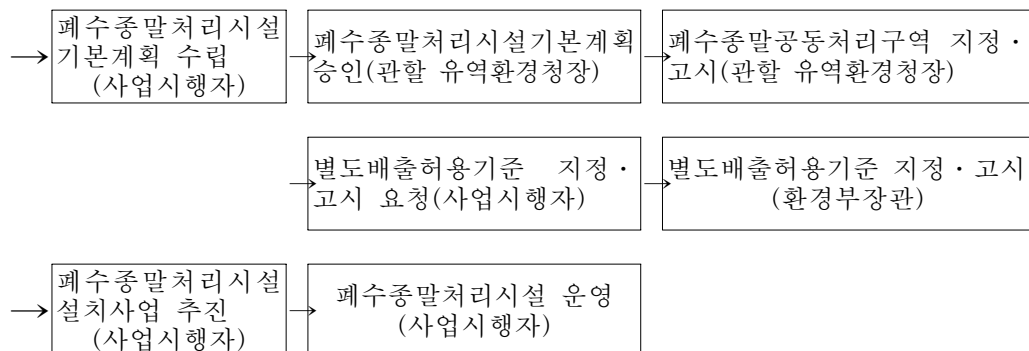 폐수종말처리시설
기본계획 수립
(사업시행자)
폐수종말처리시설기본계획
승인(관할 유역환경청장)
폐수종말공동처리구역 지정·
고시(관할 유역환경청장)
별도배출허용기준 지정·
고시 요청(사업시행자)
별도배출허용기준 지정·고시
(환경부장관)
폐수종말처리시설
설치사업 추진
(사업시행자)
폐수종말처리시설 운영
(사업시행자)